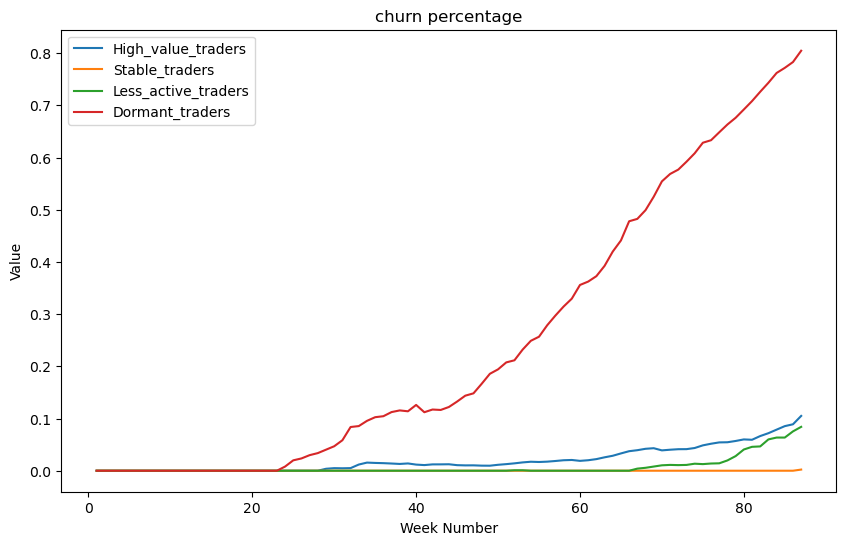 churn percentage
High_value_traders
Stable_traders
Less_active_traders
Dormant_traders
Value
0.8
0.7
0.6
0.5
0.4
0.3
0.2
0.1
0.0
0 20 40 60 80
Week Number